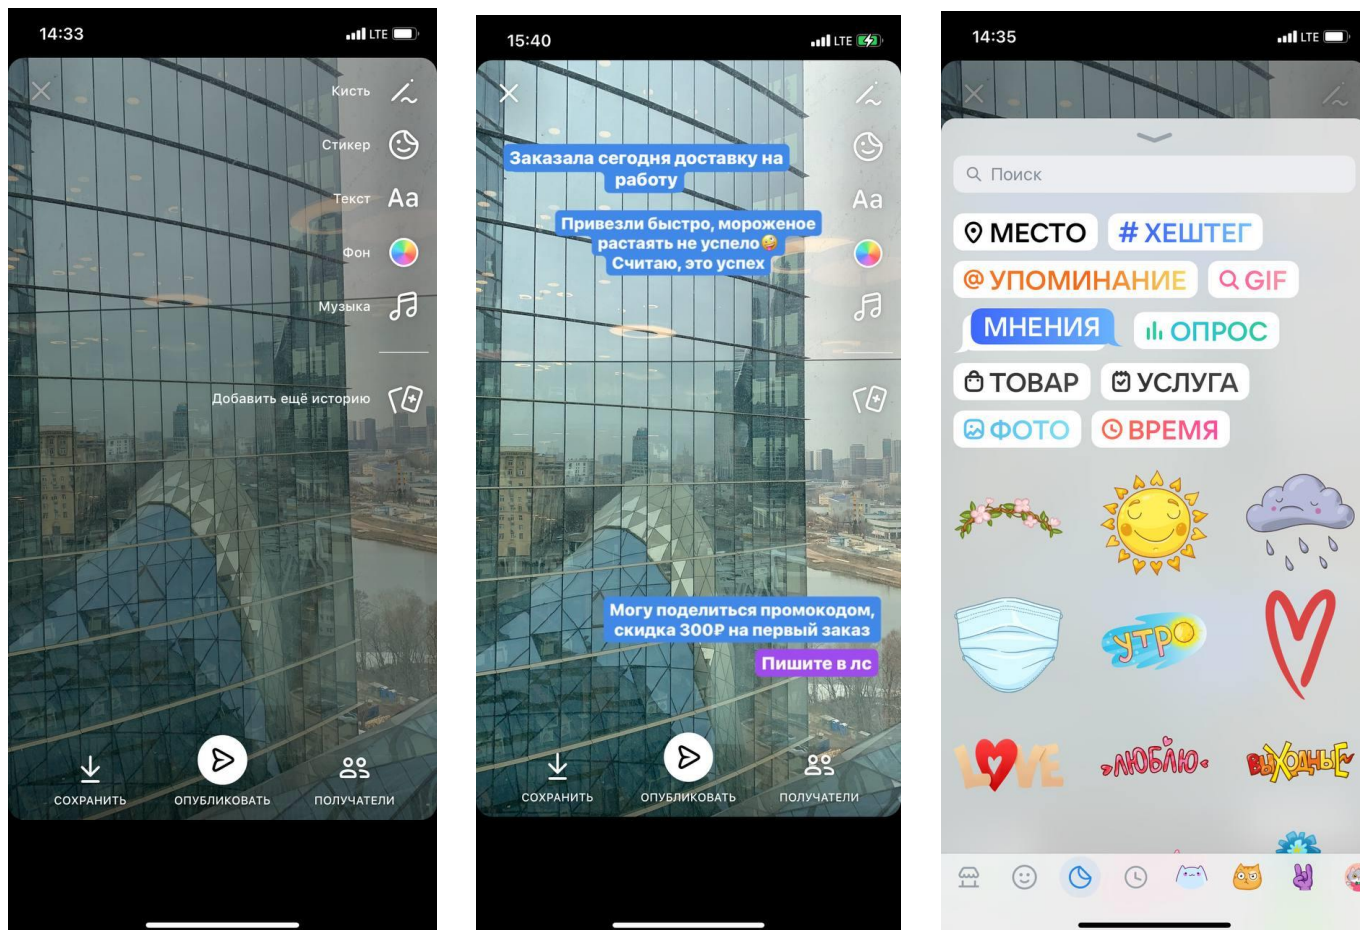 14:33
LTE
Кисть
Стикер
Текст Aa
Фон
Музыка
Добавить ещё историю
СОХРАНИТЬ
ОПУБЛИКОВАТЬ
ПОЛУЧАТЕЛИ
15:40
LTE
Заказала сегодня доставку на
работу
Aa
Привезли быстро, мороженое
растаять не успело🤪
Считаю, это успех
Могу поделиться промокодом,
скидка 300₽ на первый заказ
Пишите в лс
СОХРАНИТЬ
ОПУБЛИКОВАТЬ
ПОЛУЧАТЕЛИ
14:35
LTE
Поиск
МЕСТО # ХЕШТЕГ
@ УПОМИНАНИЕ GIF
МНЕНИЯ ОПРОС
ТОВАР УСЛУГА
ФОТО ВРЕМЯ
УТРО
LOVE ЛЮБЛЮ ВЫХОДНЫЕ